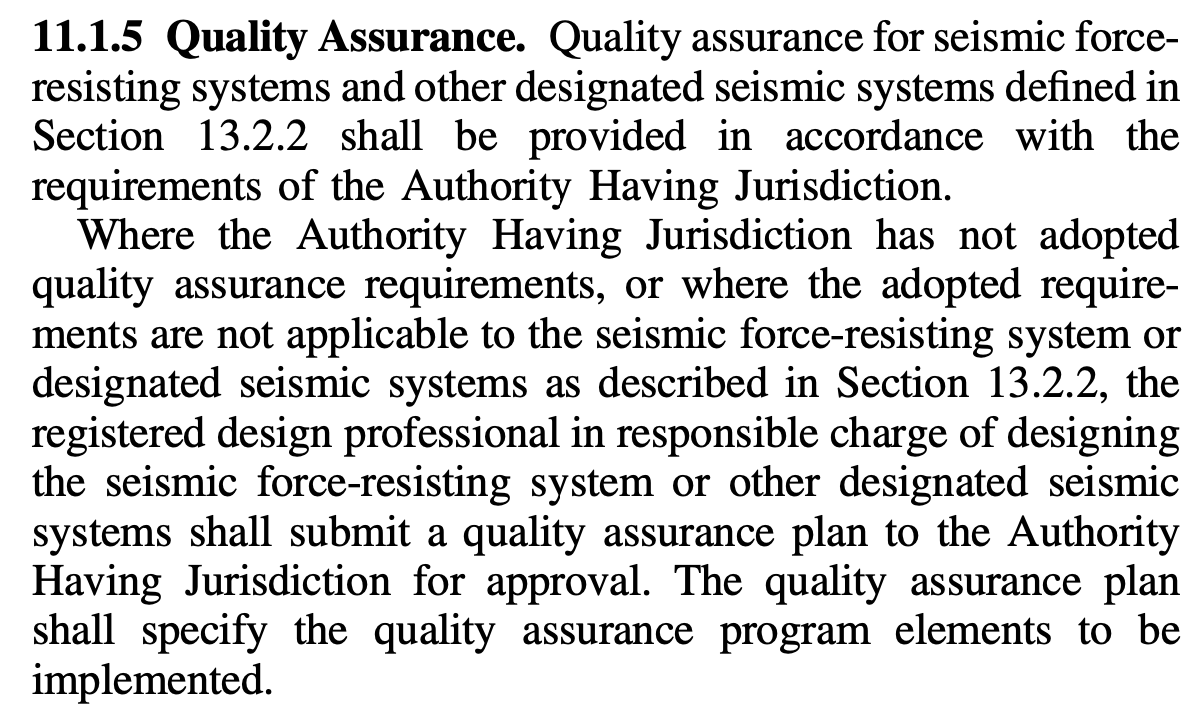 11.1.5 Quality Assurance. Quality assurance for seismic force-
resisting systems and other designated seismic systems defined in
Section 13.2.2 shall be provided in accordance with the
requirements of the Authority Having Jurisdiction.
Where the Authority Having Jurisdiction has not adopted
quality assurance requirements, or where the adopted require-
ments are not applicable to the seismic force-resisting system or
designated seismic systems as described in Section 13.2.2, the
registered design professional in responsible charge of designing
the seismic force-resisting system or other designated seismic
systems shall submit a quality assurance plan to the Authority
Having Jurisdiction for approval. The quality assurance plan
shall specify the quality assurance program elements to be
implemented.